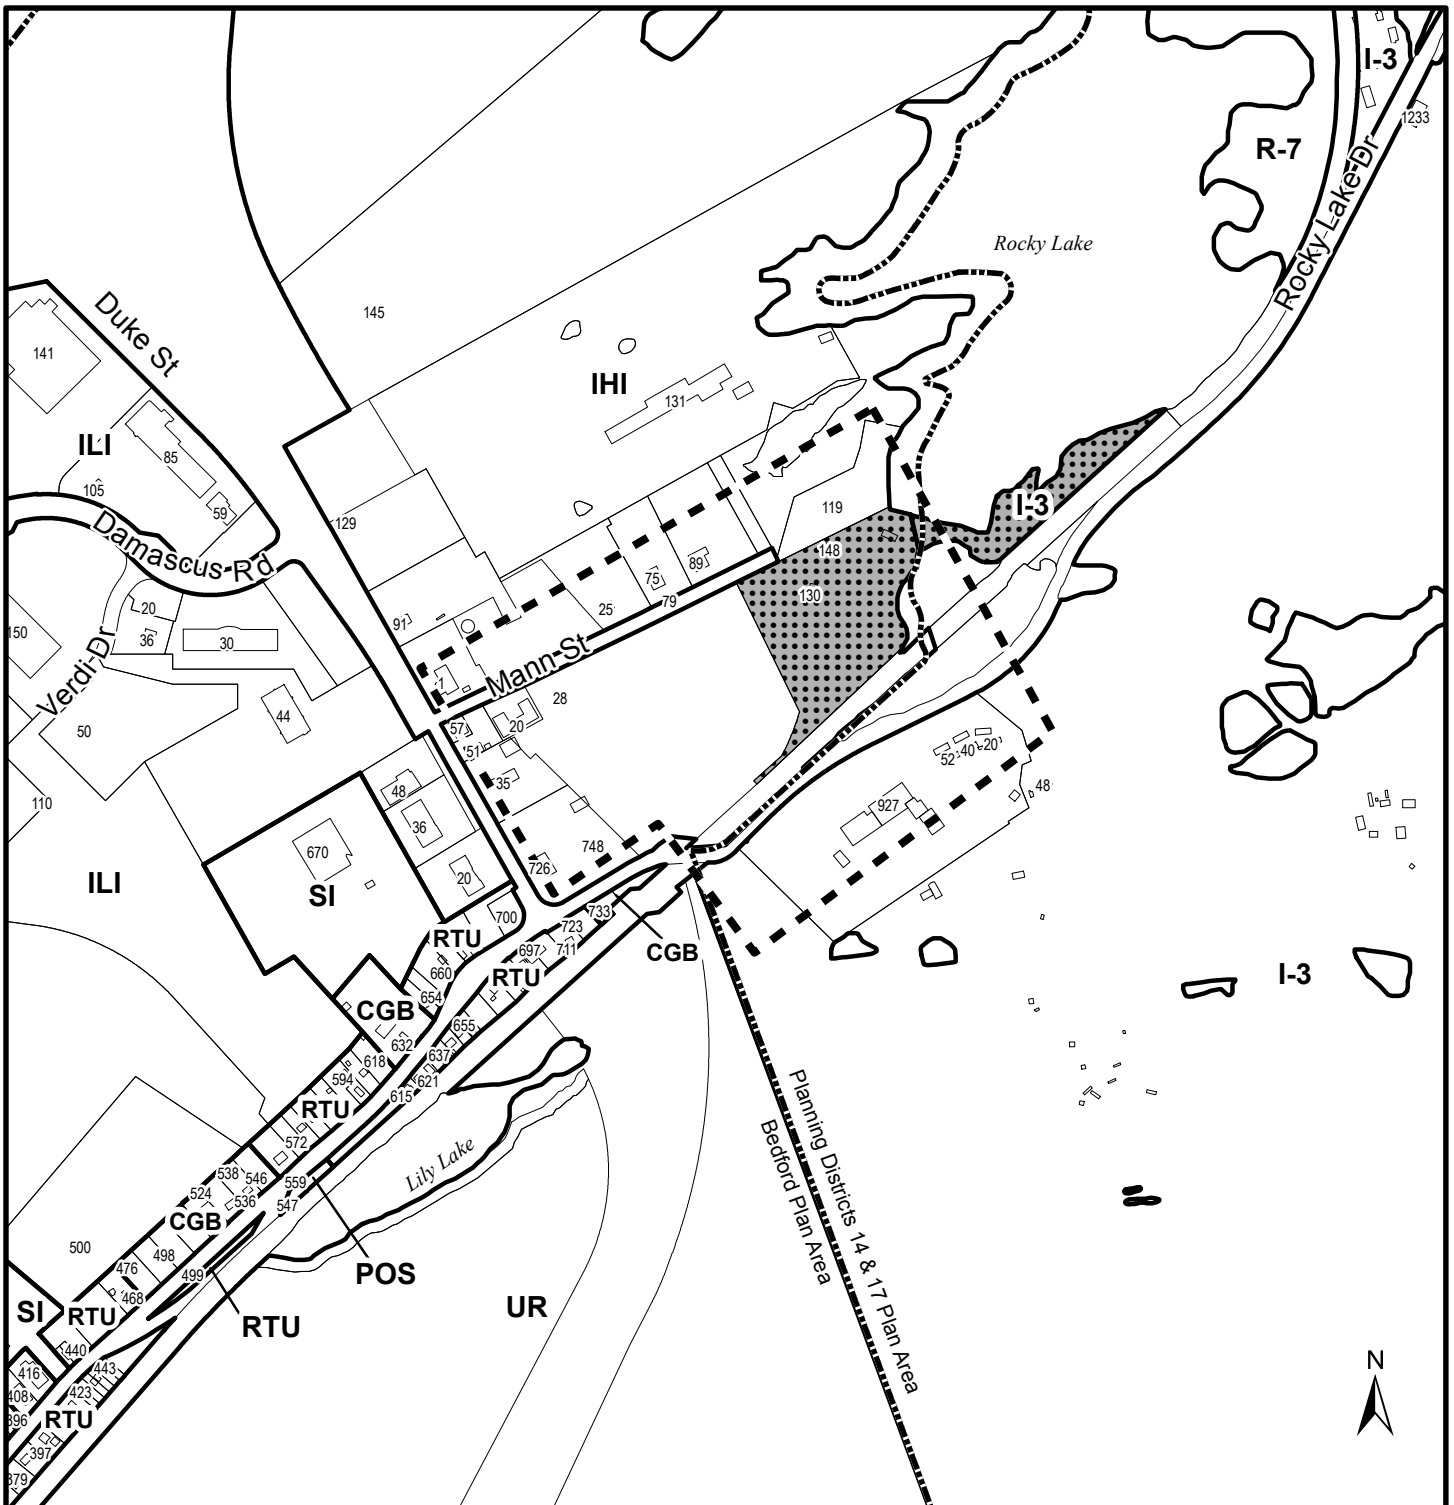 I-3
1233
R-7
Rocky Lake Dr
Rocky Lake
145
Duke St
141
IHI
131
ILI
85
105
59
129
119
I-3
148
Damascus Rd
75
89
130
20
25
79
150
36
30
91
Verdi Dr
1
Mann St
28
44
57
20
50
51
52
40
20
35
48
48
110
927
36
748
670
726
ILI
20
SI
700
733
723
RTU
697
711
CGB
660
RTU
I-3
654
CGB
655
632
637
618
594
621
615
RTU
Planning Districts 14 & 17 Plan Area
Bedford Plan Area
572
Lily Lake
538
546
559
524
536
547
CGB
500
498
476
499
POS
468
SI
RTU
UR
RTU
440
N
443
416
423
408
396
RTU
397
379